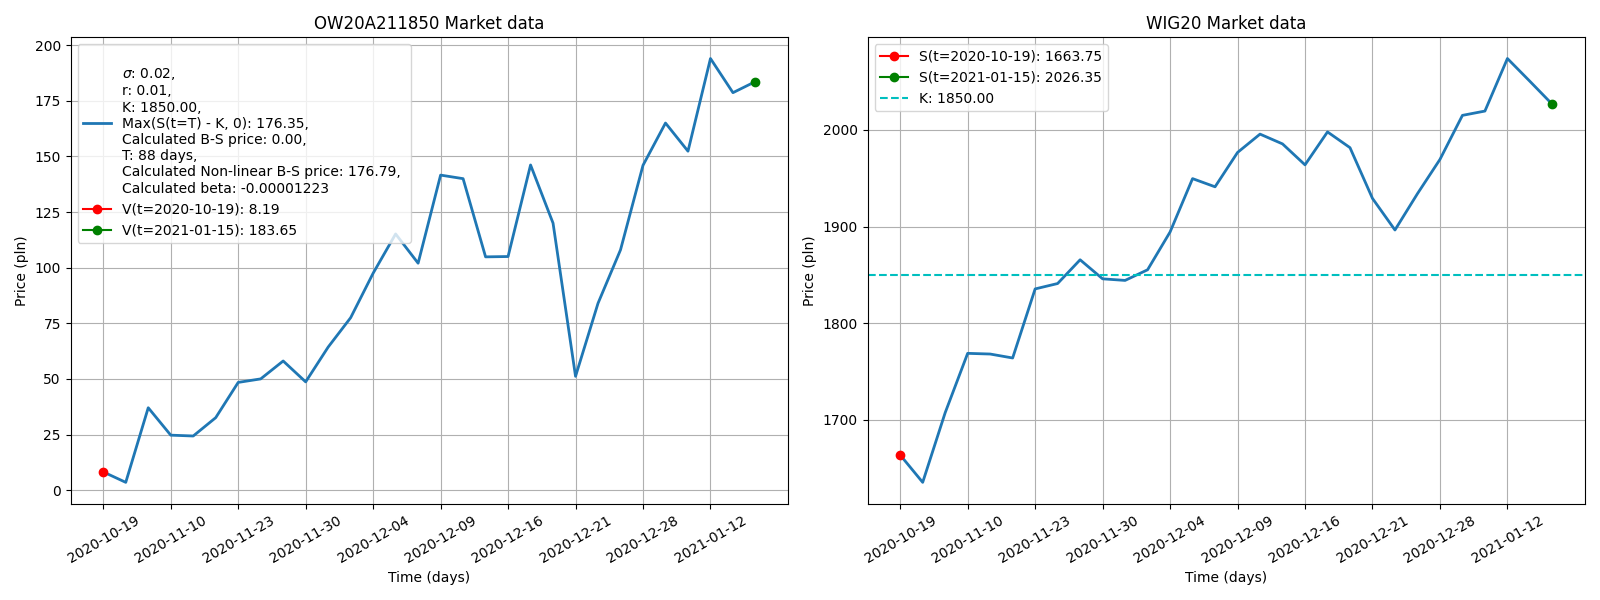 OW20A211850 Market data
200
175
150
125
100
75
50
25
0
Price (pln)
σ: 0.02,
r: 0.01,
K: 1850.00,
Max(S(t=T) - K, 0): 176.35,
Calculated B-S price: 0.00,
T: 88 days,
Calculated Non-linear B-S price: 176.79,
Calculated beta: -0.00001223
V(t=2020-10-19): 8.19
V(t=2021-01-15): 183.65
2020-10-19
2020-11-10
2020-11-23
2020-11-30
2020-12-04
2020-12-09
2020-12-16
2020-12-21
2020-12-28
2021-01-12
Time (days)
WIG20 Market data
2000
1900
1800
1700
Price (pln)
S(t=2020-10-19): 1663.75
S(t=2021-01-15): 2026.35
K: 1850.00
2020-10-19
2020-11-10
2020-11-23
2020-11-30
2020-12-04
2020-12-09
2020-12-16
2020-12-21
2020-12-28
2021-01-12
Time (days)